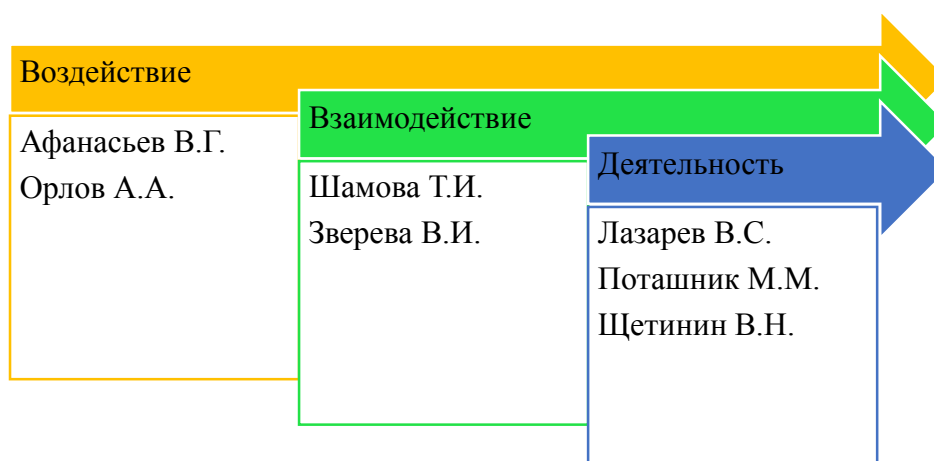 Воздействие
Афанасьев В.Г.
Орлов А.А.
Взаимодействие
Шамова Т.И.
Зверева В.И.
Деятельность
Лазарев В.С.
Поташник М.М.
Щетинин В.Н.